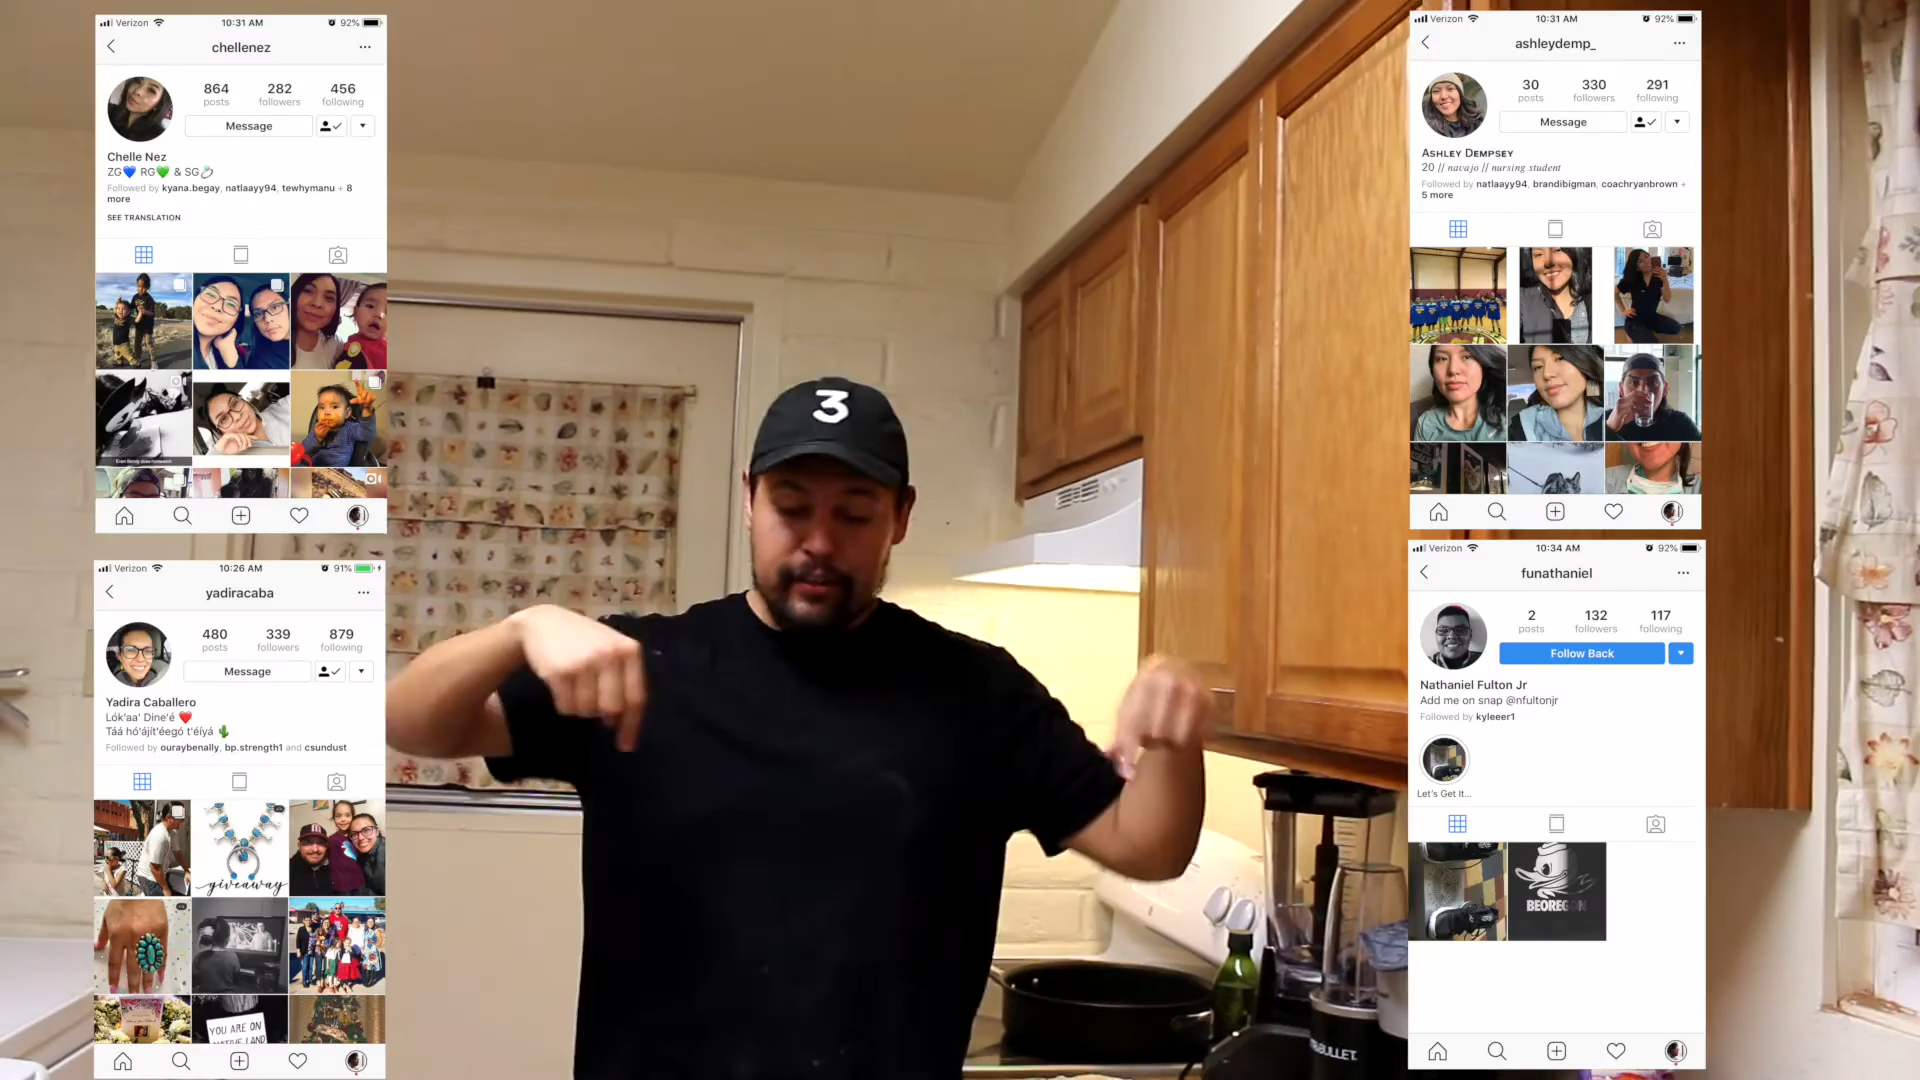 Verizon 10:31 AM 92%
chellenez
864 282 456
posts followers following
Message
Chelle Nez
ZG💙 RG💚 & SG💍
Followed by kyana.begay, natlaayy94, tewhymanu + 8
more
SEE TRANSLATION
Verizon 10:26 AM 91%
yadiracaba
480 339 879
posts followers following
Message
Yadira Caballero
Lók'aa' Dine'é ❤️
Táá hó'ájít'éegó t'éíyá 🌵
Followed by ouraybenally, bp.strength1 and csundust
giveaway
YOU ARE ON
NATIVE LAND
3
BULLET
Verizon 10:31 AM 92%
ashleydemp_
30 330 291
posts followers following
Message
ASHLEY DEMPSEY
20 // navajo // nursing student
Followed by natlaayy94, brandibigman, coachryanbrown +
5 more
Verizon 10:34 AM 92%
funathaniel
2 132 117
posts followers following
Follow Back
Nathaniel Fulton Jr
Add me on snap @nfultonjr
Followed by kyleeer1
Let's Get It...
BEOREGON